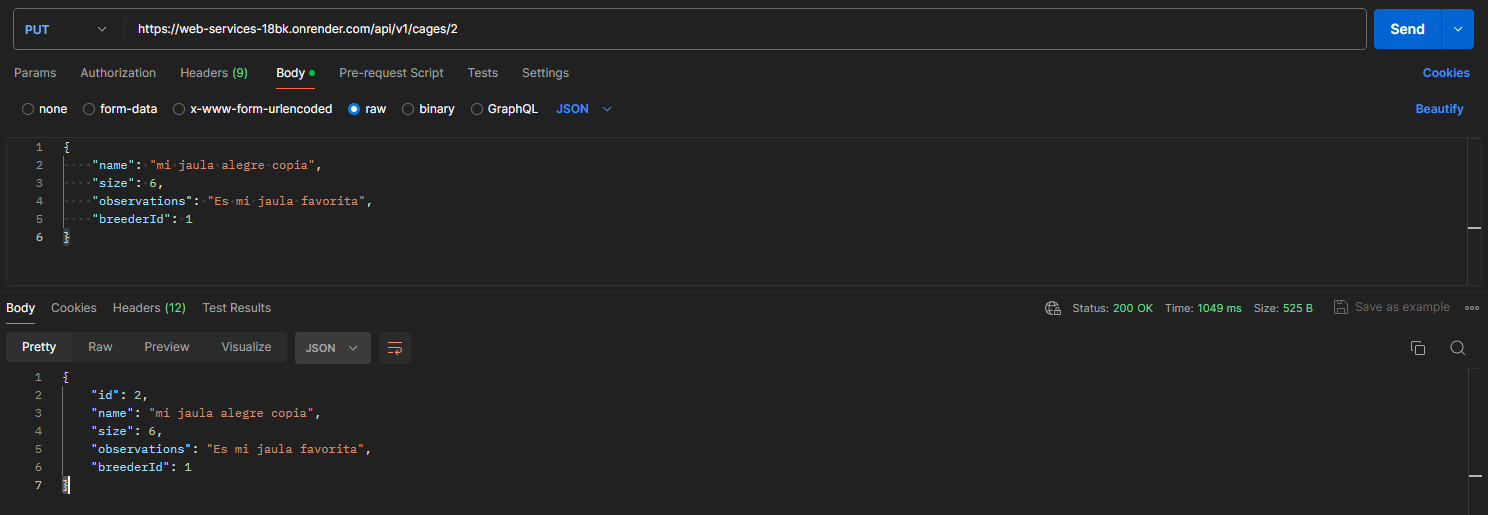 PUT https://web-services-18bk.onrender.com/api/v1/cages/2 Send
Params Authorization Headers (9) Body Pre-request Script Tests Settings Cookies
none form-data x-www-form-urlencoded raw binary GraphQL JSON Beautify
1 {
2 "name": "mi jaula alegre copia",
3 "size": 6,
4 "observations": "Es mi jaula favorita",
5 "breederId": 1
6 }
Body Cookies Headers (12) Test Results Status: 200 OK Time: 1049 ms Size: 525 B Save as example
Pretty Raw Preview Visualize JSON
1 {
2 "id": 2,
3 "name": "mi jaula alegre copia",
4 "size": 6,
5 "observations": "Es mi jaula favorita",
6 "breederId": 1
7 }